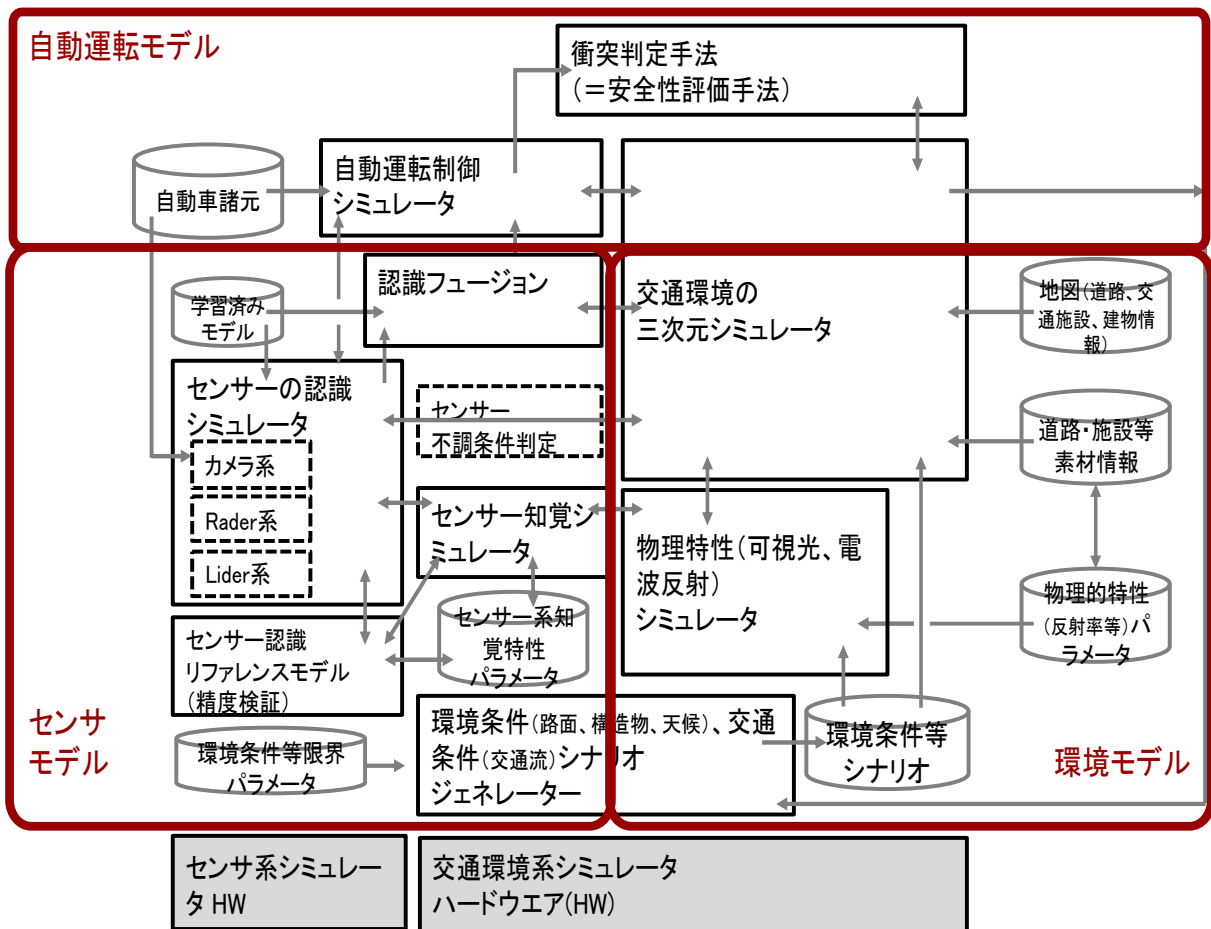 自動運転モデル
衝突判定手法
(＝安全性評価手法)
自動車諸元
自動運転制御
シミュレータ
学習済み
モデル
認識フュージョン
交通環境の
三次元シミュレータ
地図(道路、交
通施設、建物情
報)
センサーの認識
シミュレータ
カメラ系
Rader系
Lider系
センサー
不調条件判定
道路・施設等
素材情報
センサー知覚シ
ミュレータ
物理特性(可視光、電
波反射)
シミュレータ
物理的特性
(反射率等)パ
ラメータ
センサー認識
リファレンスモデル
(精度検証)
センサー系知
覚特性
パラメータ
センサ
モデル
環境条件等限界
パラメータ
環境条件(路面、構造物、天候)、交通
条件(交通流)シナリオ
ジェネレーター
環境条件等
シナリオ
環境モデル
センサ系シミュレー
タ HW
交通環境系シミュレータ
ハードウエア(HW)